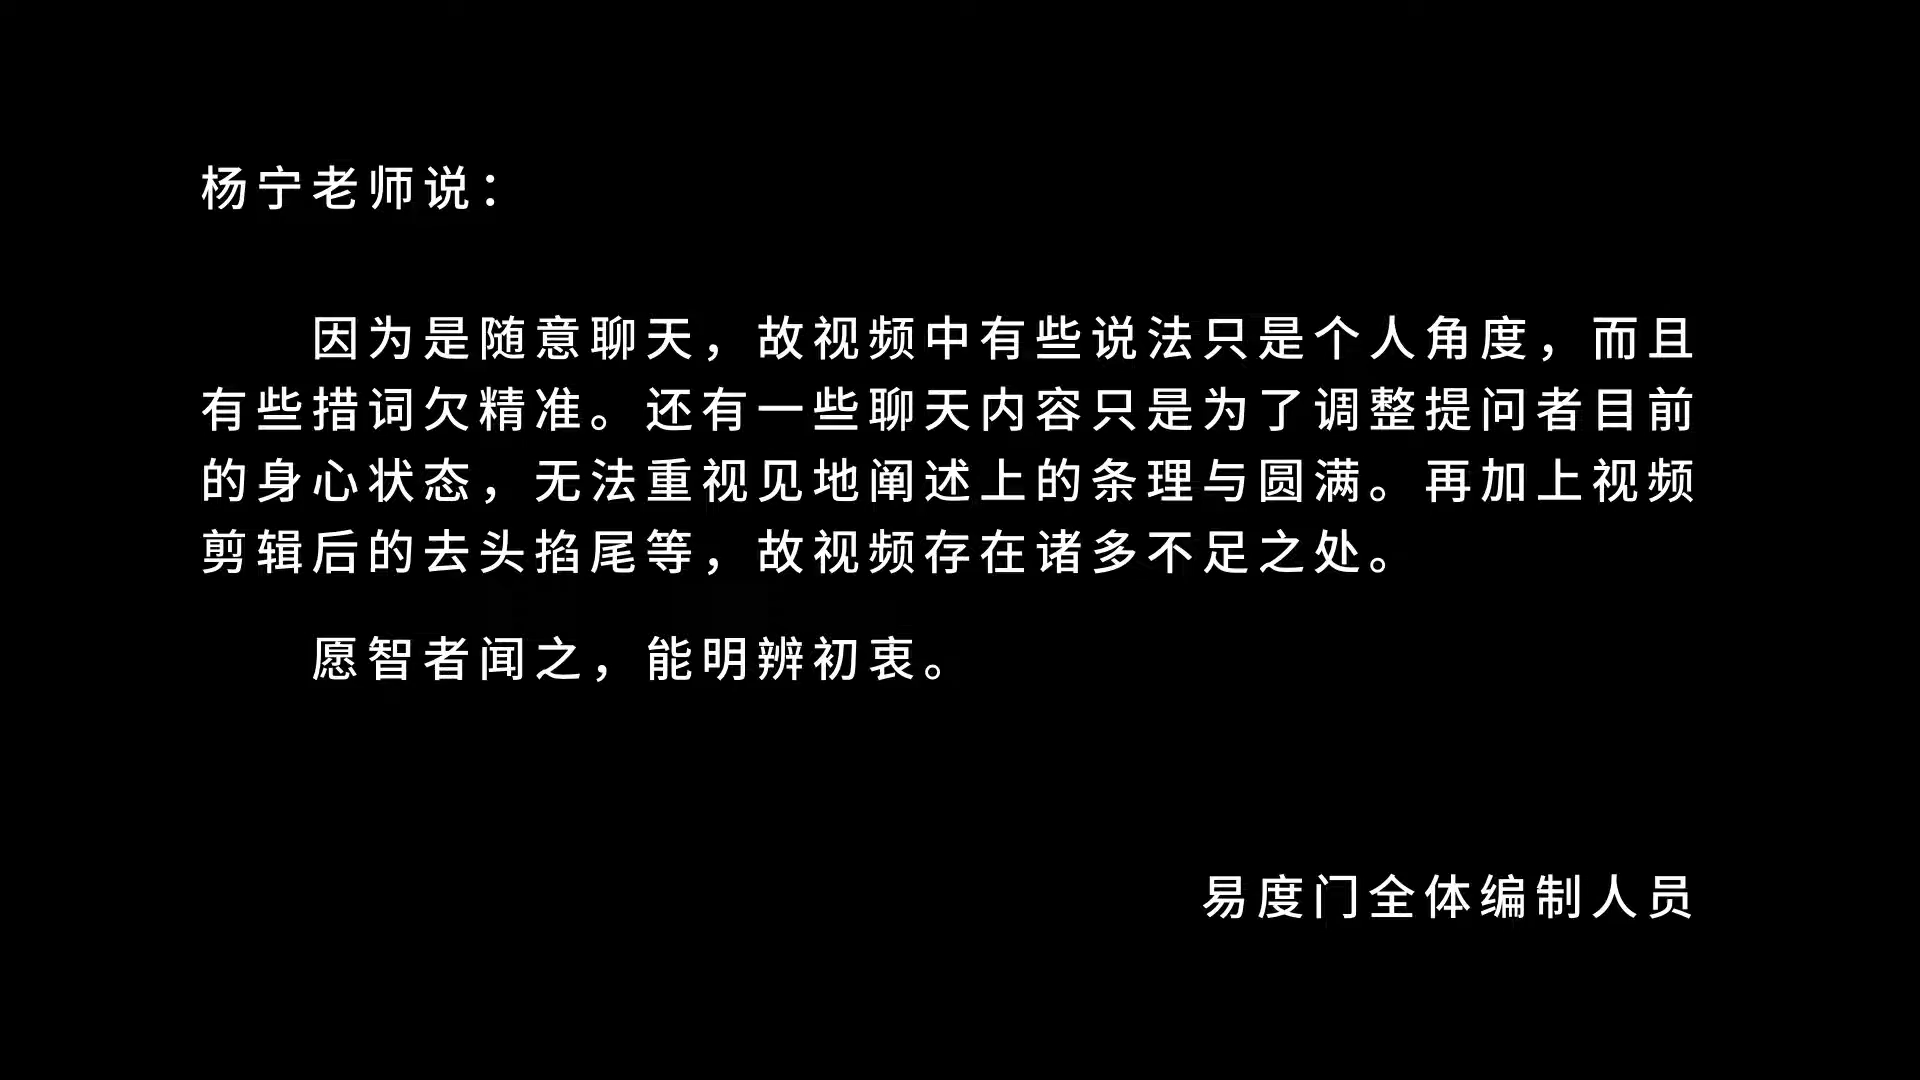 杨宁老师说：
因为是随意聊天，故视频中有些说法只是个人角度，而且
有些措词欠精准。还有一些聊天内容只是为了调整提问者目前
的身心状态，无法重视见地阐述上的条理与圆满。再加上视频
剪辑后的去头掐尾等，故视频存在诸多不足之处。
愿智者闻之，能明辨初衷。
易度门全体编制人员